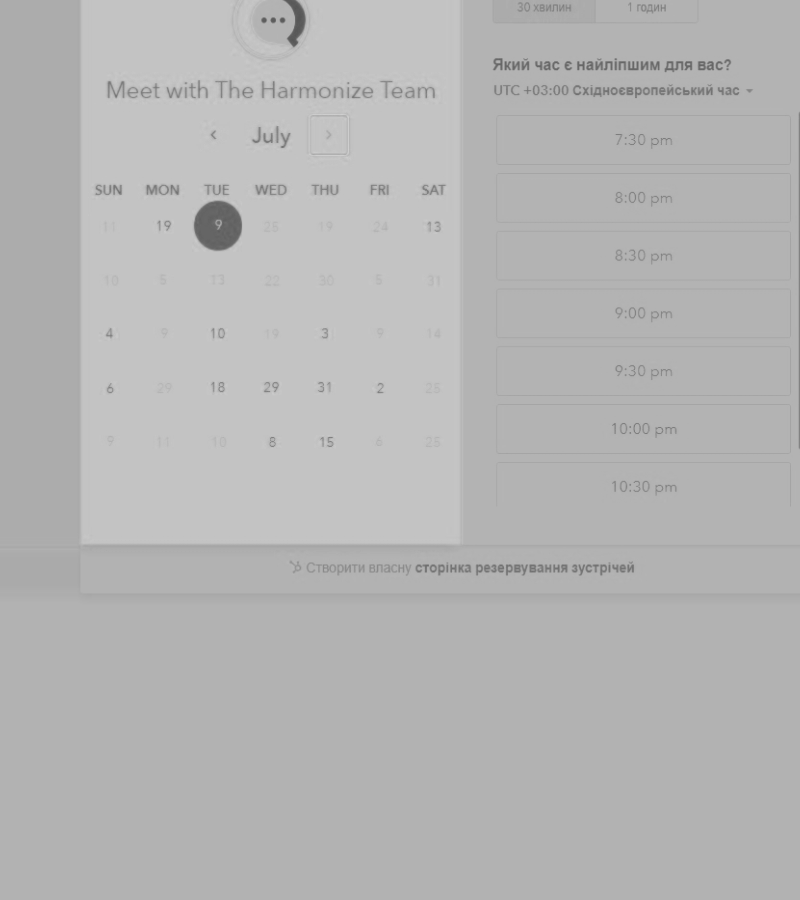 30 хвилин 1 годин
Meet with The Harmonize Team
July
SUN MON TUE WED THU FRI SAT
11 19 9 25 19 24 13
10 5 13 22 30 5 31
4 9 10 19 3 9 14
6 29 18 29 31 2 25
9 11 10 8 15 6 25
Який час є найліпшим для вас?
UTC +03:00 Східноєвропейський час
7:30 pm
8:00 pm
8:30 pm
9:00 pm
9:30 pm
10:00 pm
10:30 pm
Створити власну сторінка резервування зустрічей